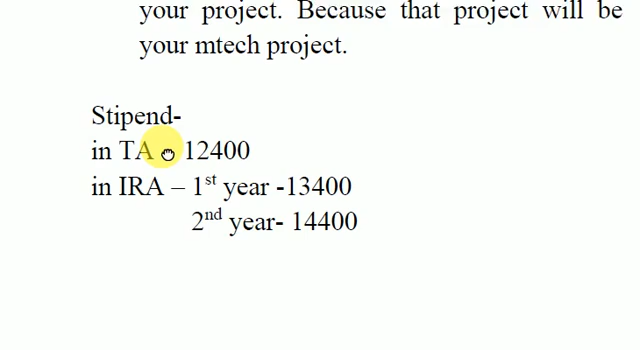 your project. Because that project will be
your mtech project.
Stipend-
in TA - 12400
in IRA – 1st year -13400
2nd year- 14400